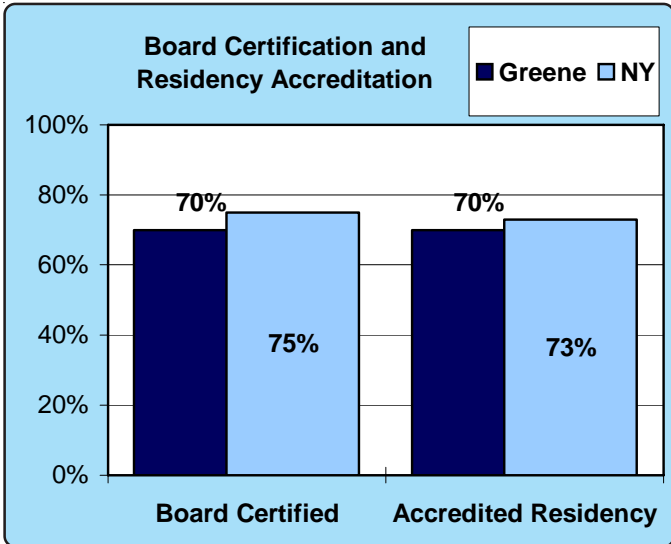 Board Certification and
Residency Accreditation
Greene NY
100%
80%
60%
40%
20%
0%
70%
75%
70%
73%
Board Certified
Accredited Residency